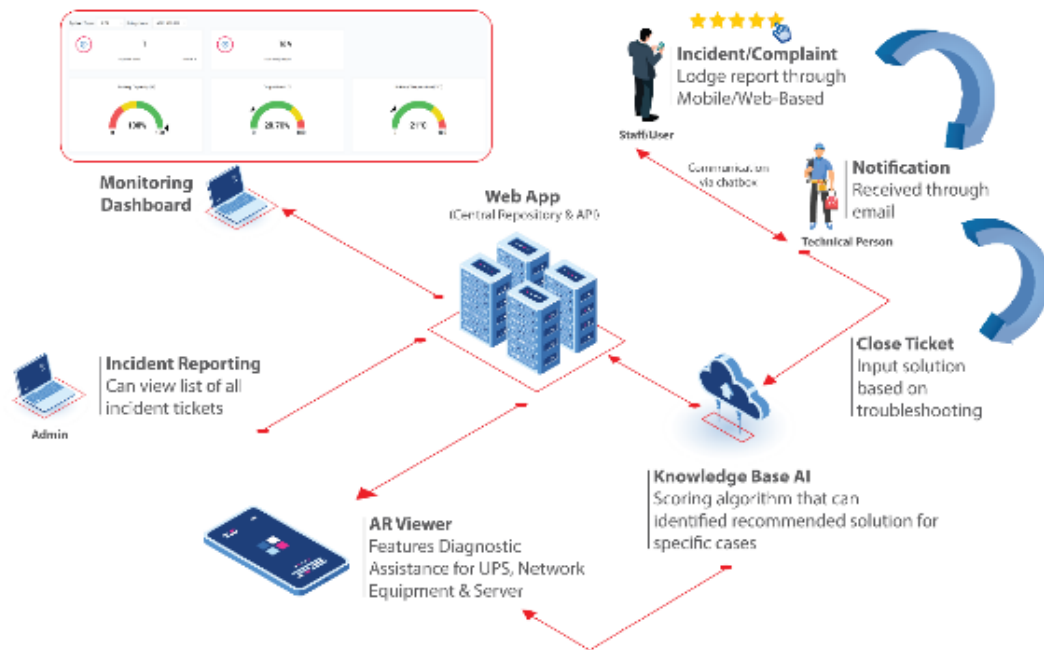 100%
Incident/Complaint
Lodge report through
Mobile/Web-Based
Staff/User
Communication
via chatbox
Notification
Received through
email
Technical Person
Monitoring
Dashboard
Web App
(Central Repository & API)
Incident Reporting
Can view list of all
incident tickets
Admin
Close Ticket
Input solution
based on
troubleshooting
Knowledge Base AI
Scoring algorithm that can
identified recommended solution for
specific cases
AR Viewer
Features Diagnostic
Assistance for UPS, Network
Equipment & Server